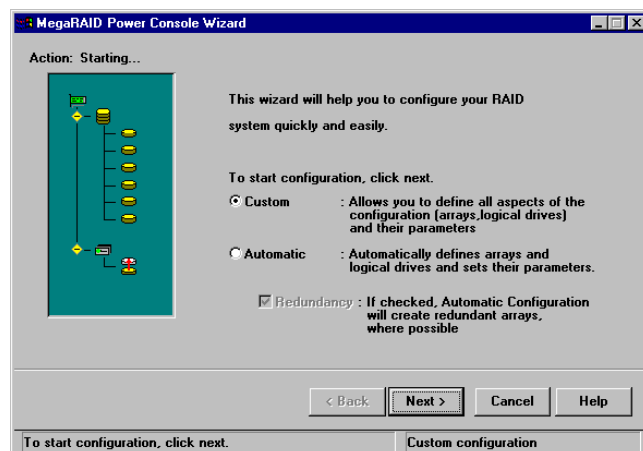 MegaRAID Power Console Wizard
Action: Starting...
This wizard will help you to configure your RAID
system quickly and easily.
To start configuration, click next.
Custom : Allows you to define all aspects of the
configuration (arrays,logical drives)
and their parameters
Automatic : Automatically defines arrays and
logical drives and sets their parameters.
Redundancy : If checked, Automatic Configuration
will create redundant arrays,
where possible
< Back Next > Cancel Help
To start configuration, click next. Custom configuration